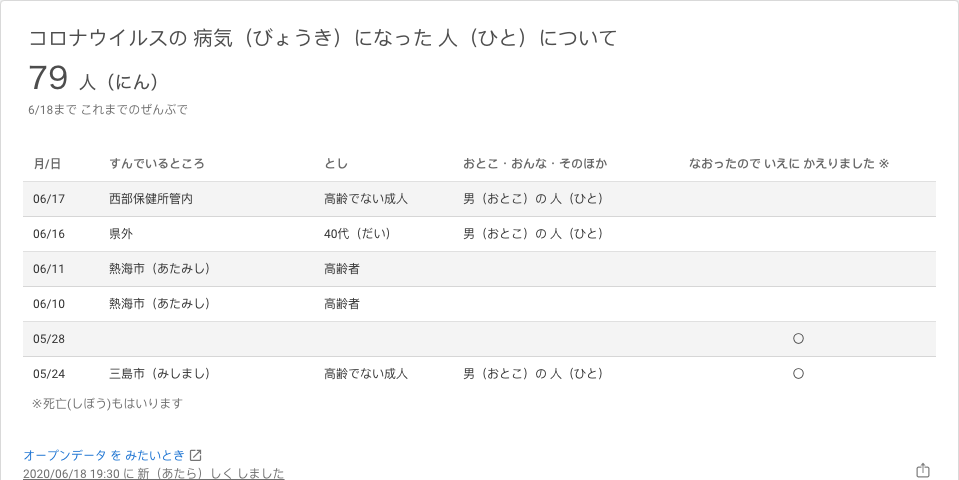 コロナウイルスの 病気（びょうき）になった 人（ひと）について
79 人（にん）
6/18まで これまでのぜんぶで
月/日 すんでいるところ とし おとこ・おんな・そのほか なおったので いえに かえりました ※
06/17 西部保健所管内 高齢でない成人 男（おとこ）の 人（ひと）
06/16 県外 40代（だい） 男（おとこ）の 人（ひと）
06/11 熱海市（あたみし） 高齢者
06/10 熱海市（あたみし） 高齢者
05/28 〇
05/24 三島市（みしまし） 高齢でない成人 男（おとこ）の 人（ひと） 〇
※死亡(しぼう)もはいります
オープンデータ を みたいとき
2020/06/18 19:30 に 新（あたら）しく しました